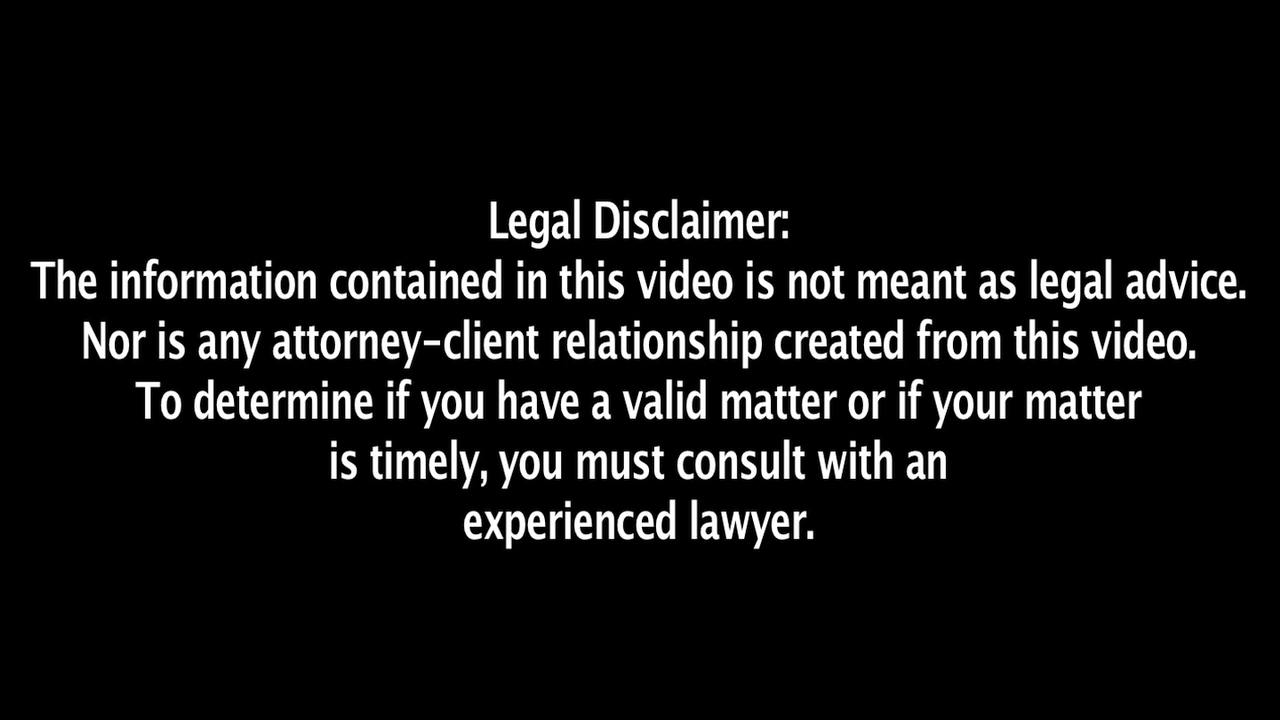 Legal Disclaimer:
The information contained in this video is not meant as legal advice.
Nor is any attorney-client relationship created from this video.
To determine if you have a valid matter or if your matter
is timely, you must consult with an
experienced lawyer.